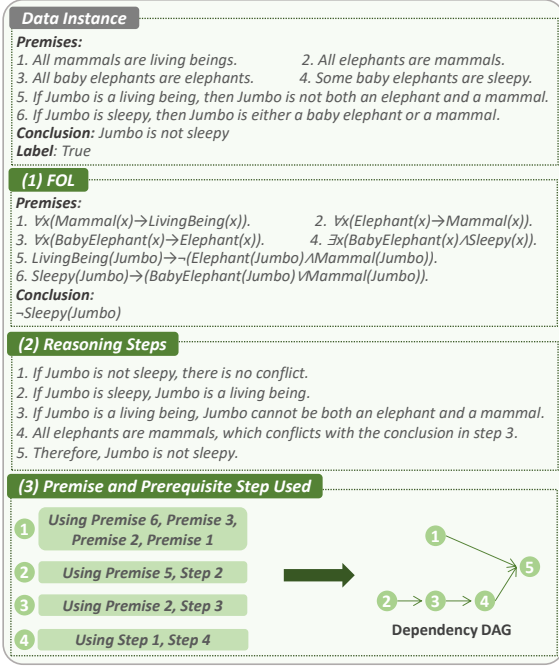 Data Instance
Premises:
1. All mammals are living beings. 2. All elephants are mammals.
3. All baby elephants are elephants. 4. Some baby elephants are sleepy.
5. If Jumbo is a living being, then Jumbo is not both an elephant and a mammal.
6. If Jumbo is sleepy, then Jumbo is either a baby elephant or a mammal.
Conclusion: Jumbo is not sleepy
Label: True
(1) FOL
Premises:
1. ∀x(Mammal(x)→LivingBeing(x)). 2. ∀x(Elephant(x)→Mammal(x)).
3. ∀x(BabyElephant(x)→Elephant(x)). 4. ∃x(BabyElephant(x)∧Sleepy(x)).
5. LivingBeing(Jumbo)→¬(Elephant(Jumbo)∧Mammal(Jumbo)).
6. Sleepy(Jumbo)→(BabyElephant(Jumbo)∨Mammal(Jumbo)).
Conclusion:
¬Sleepy(Jumbo)
(2) Reasoning Steps
1. If Jumbo is not sleepy, there is no conflict.
2. If Jumbo is sleepy, Jumbo is a living being.
3. If Jumbo is a living being, Jumbo cannot be both an elephant and a mammal.
4. All elephants are mammals, which conflicts with the conclusion in step 3.
5. Therefore, Jumbo is not sleepy.
(3) Premise and Prerequisite Step Used
1 Using Premise 6, Premise 3,
Premise 2, Premise 1
2 Using Premise 5, Step 2
3 Using Premise 2, Step 3
4 Using Step 1, Step 4
1
5
2 3 4
Dependency DAG